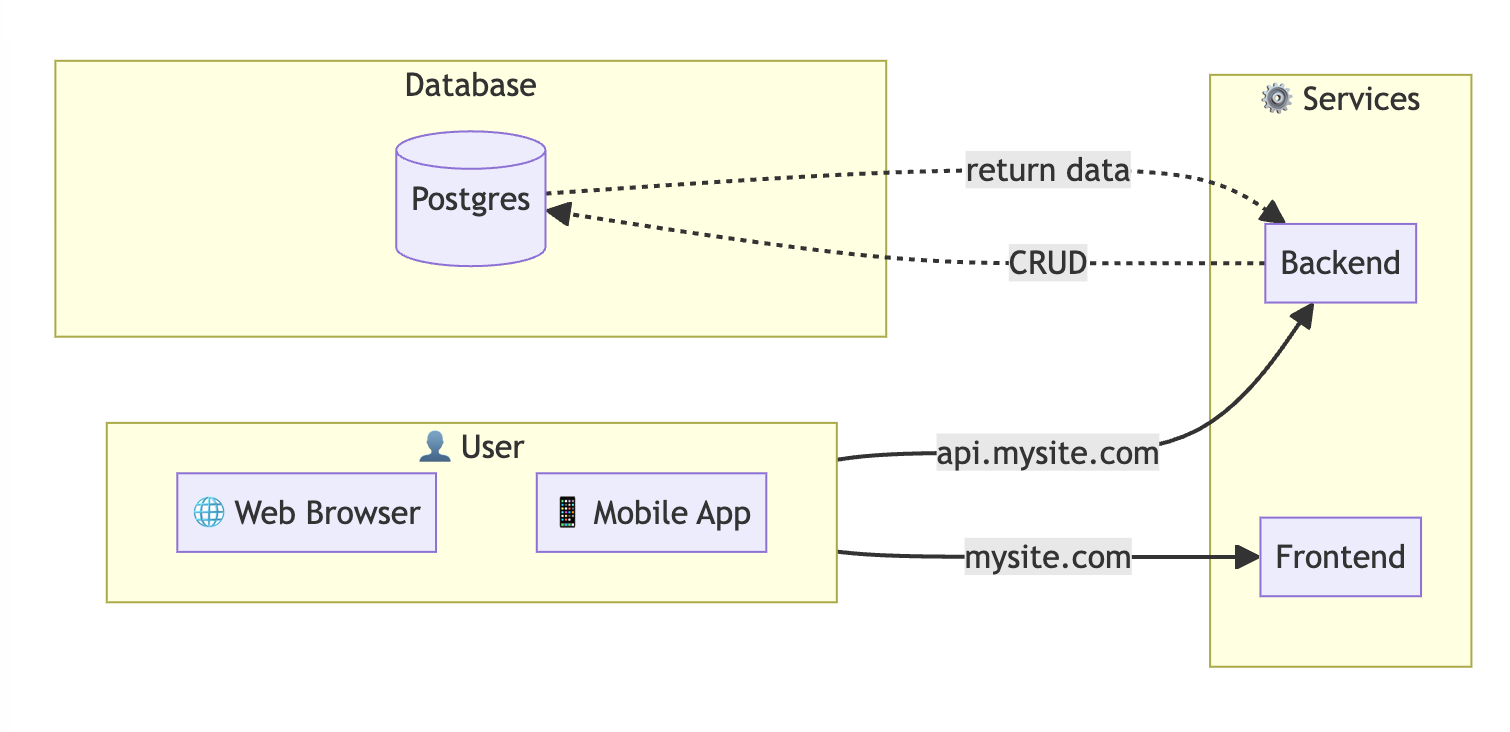 Database
⚙️ Services
Postgres
return data
CRUD
Backend
👤 User
🌐 Web Browser
📱 Mobile App
api.mysite.com
mysite.com
Frontend